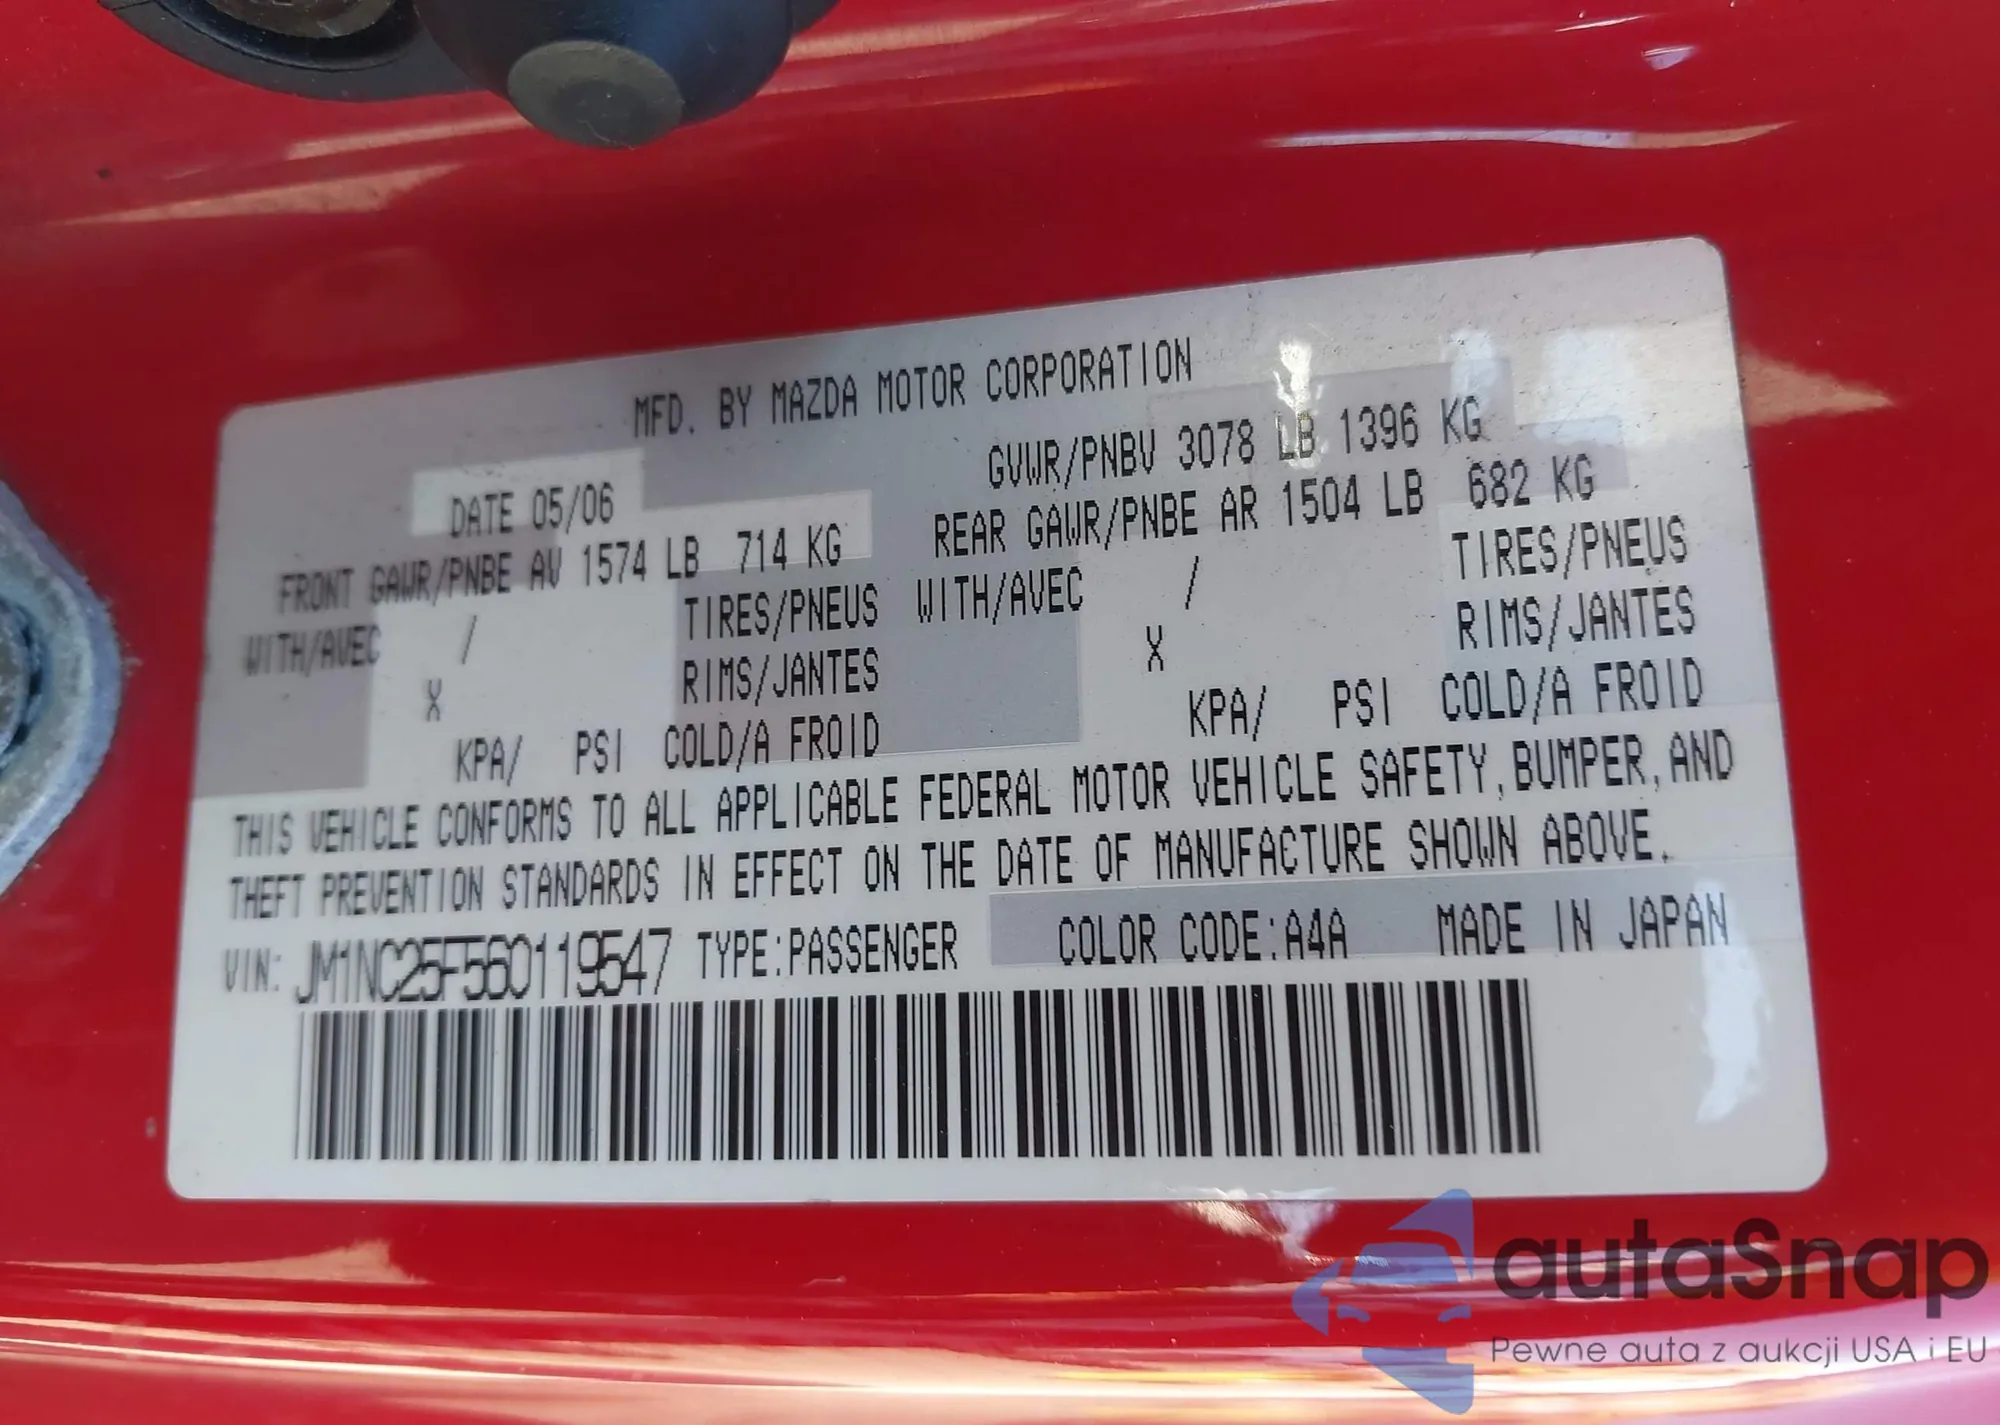 MFD. BY MAZDA MOTOR CORPORATION
DATE 05/06 GVWR/PNBV 3078 LB 1396 KG
FRONT GAWR/PNBE AV 1574 LB 714 KG REAR GAWR/PNBE AR 1504 LB 682 KG
WITH/AVEC / TIRES/PNEUS WITH/AVEC / TIRES/PNEUS
X RIMS/JANTES X RIMS/JANTES
KPA/ PSI COLD/A FROID KPA/ PSI COLD/A FROID
THIS VEHICLE CONFORMS TO ALL APPLICABLE FEDERAL MOTOR VEHICLE SAFETY, BUMPER, AND
THEFT PREVENTION STANDARDS IN EFFECT ON THE DATE OF MANUFACTURE SHOWN ABOVE.
VIN: JM1NC25F560119547 TYPE:PASSENGER COLOR CODE:A4A MADE IN JAPAN
autaSnap
Pewne auta z aukcji USA i EU